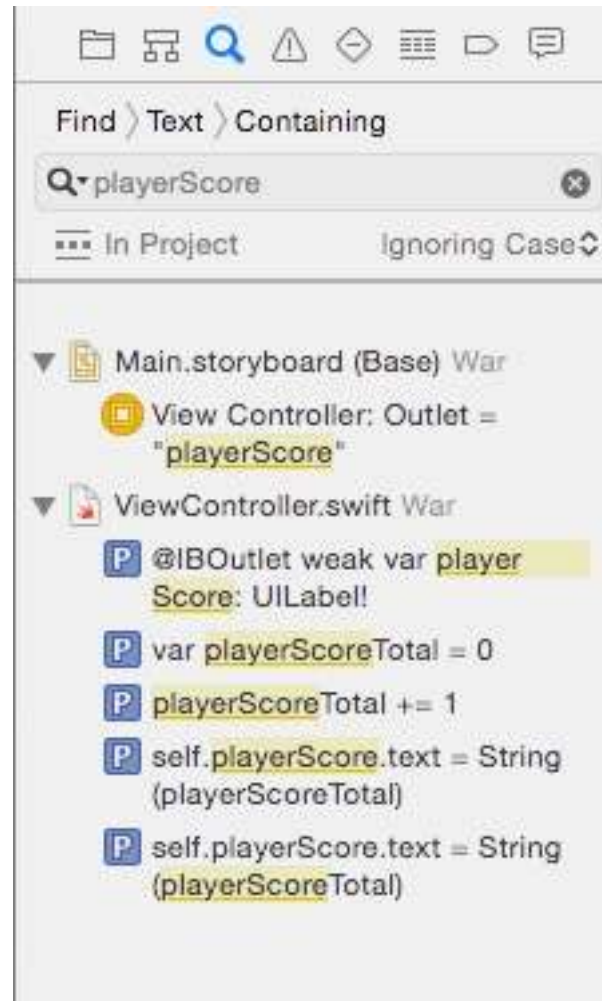 Find 〉Text 〉Containing
playerScore
In Project Ignoring Case
Main.storyboard (Base) War
View Controller: Outlet =
"playerScore"
ViewController.swift War
P @IBOutlet weak var player
Score: UILabel!
P var playerScoreTotal = 0
P playerScoreTotal += 1
P self.playerScore.text = String
(playerScoreTotal)
P self.playerScore.text = String
(playerScoreTotal)